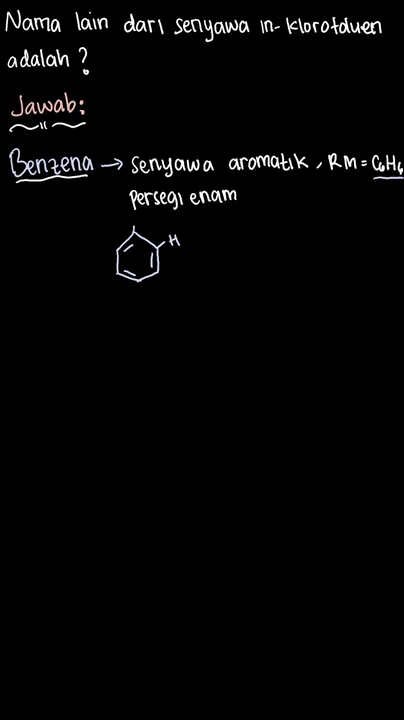 Nama lain dari senyawa m-klorotoluen
adalah ?
Jawab:
Benzena → senyawa aromatik, RM = C₆H₆
persegi enam
H